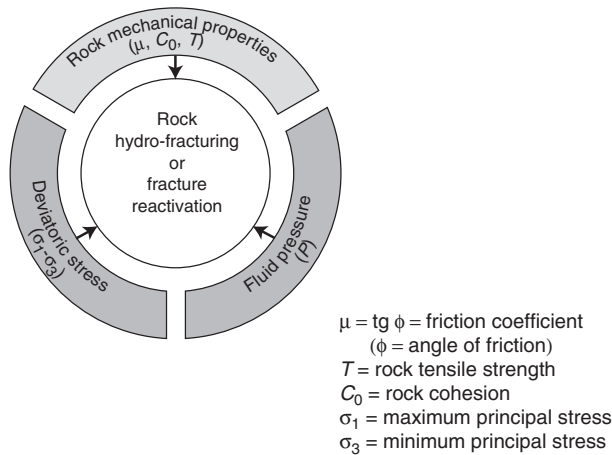 Rock mechanical properties
(μ, C₀, T)
Rock
hydro-fracturing
or
fracture
reactivation
Deviatoric stress
(σ₁-σ₃)
Fluid pressure
(P)
μ = tg ϕ = friction coefficient
(ϕ = angle of friction)
T = rock tensile strength
C₀ = rock cohesion
σ₁ = maximum principal stress
σ₃ = minimum principal stress